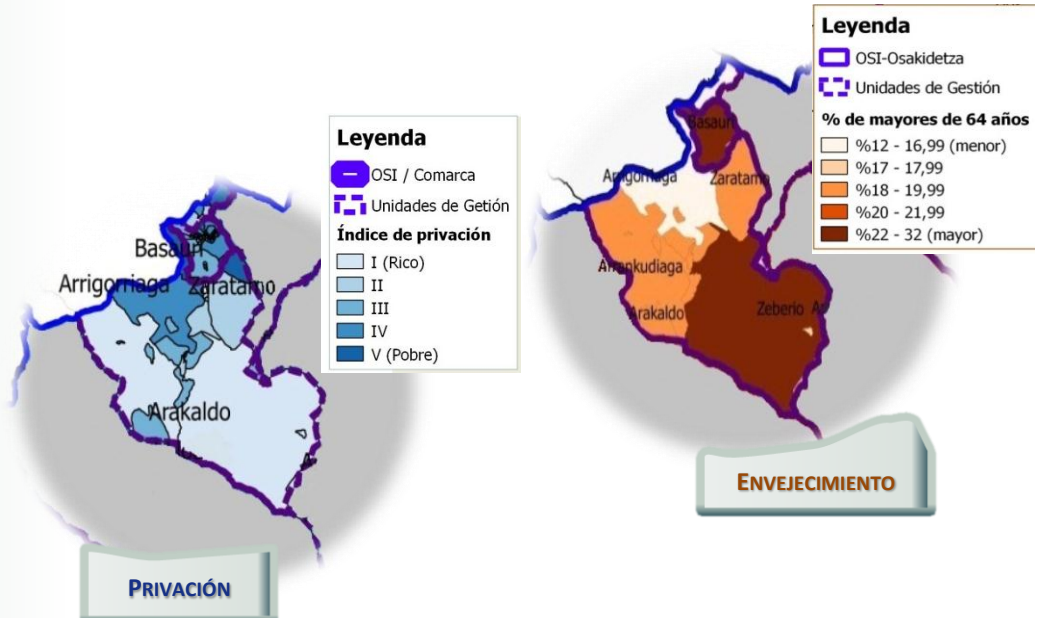 Leyenda
OSI / Comarca
Unidades de Getión
Índice de privación
I (Rico)
II
III
IV
V (Pobre)
Basauri
Arrigorriaga
Zaratamo
Arakaldo
PRIVACIÓN
Leyenda
OSI-Osakidetza
Unidades de Gestión
% de mayores de 64 años
%12 - 16,99 (menor)
%17 - 17,99
%18 - 19,99
%20 - 21,99
%22 - 32 (mayor)
Basauri
Arrigorriaga
Zaratamo
Arrankudiaga
Arakaldo
Zeberio
ENVEJECIMIENTO